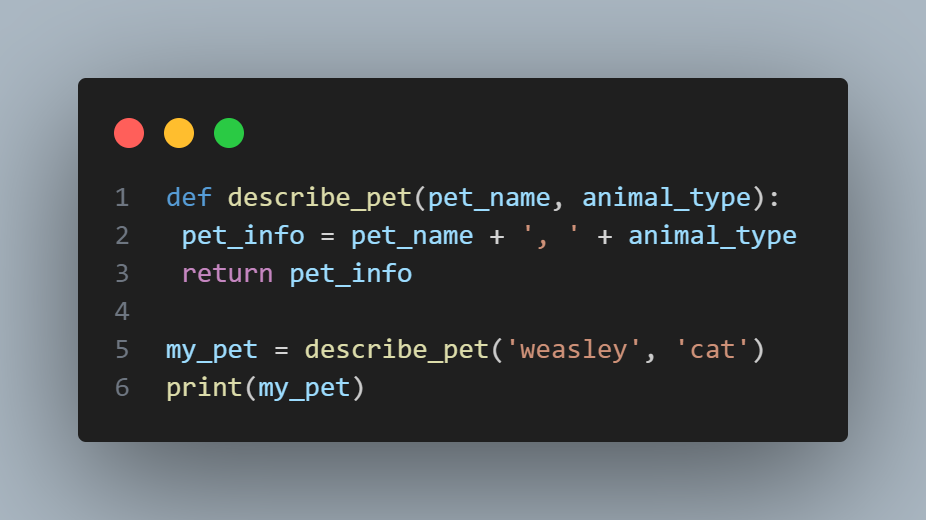 1 def describe_pet(pet_name, animal_type):
2  pet_info = pet_name + ', ' + animal_type
3  return pet_info
4
5 my_pet = describe_pet('weasley', 'cat')
6 print(my_pet)